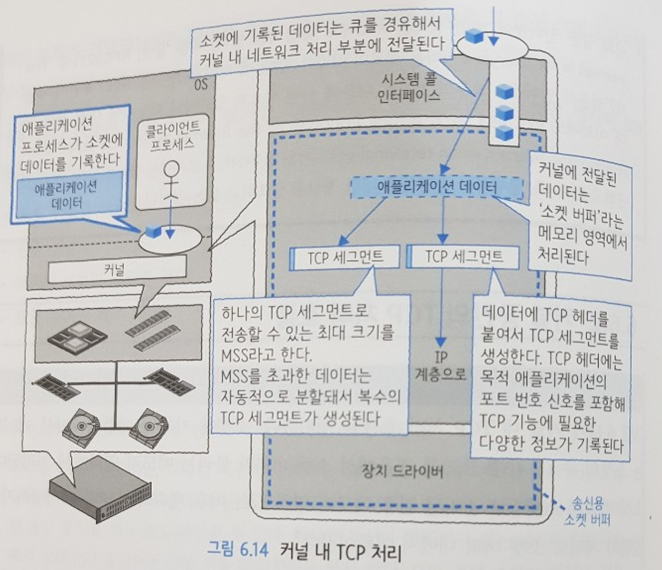 소켓에 기록된 데이터는 큐를 경유해서
커널 내 네트워크 처리 부분에 전달된다
OS
애플리케이션
프로세스가 소켓에
데이터를 기록한다
애플리케이션
데이터
클라이언트
프로세스
커널
시스템 콜
인터페이스
애플리케이션 데이터
커널에 전달된
데이터는
'소켓 버퍼'라는
메모리 영역에서
처리된다
TCP 세그먼트
TCP 세그먼트
하나의 TCP 세그먼트로
전송할 수 있는 최대 크기를
MSS라고 한다.
MSS를 초과한 데이터는
자동적으로 분할돼서 복수의
TCP 세그먼트가 생성된다
IP
계층으로
데이터에 TCP 헤더를
붙여서 TCP 세그먼트를
생성한다. TCP 헤더에는
목적 애플리케이션의
포트 번호 신호를 포함해
TCP 기능에 필요한
다양한 정보가 기록된다
장치 드라이버
송신용
소켓 버퍼
그림 6.14 커널 내 TCP 처리